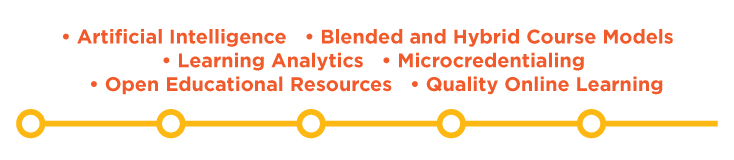 • Artificial Intelligence • Blended and Hybrid Course Models
• Learning Analytics • Microcredentialing
• Open Educational Resources • Quality Online Learning